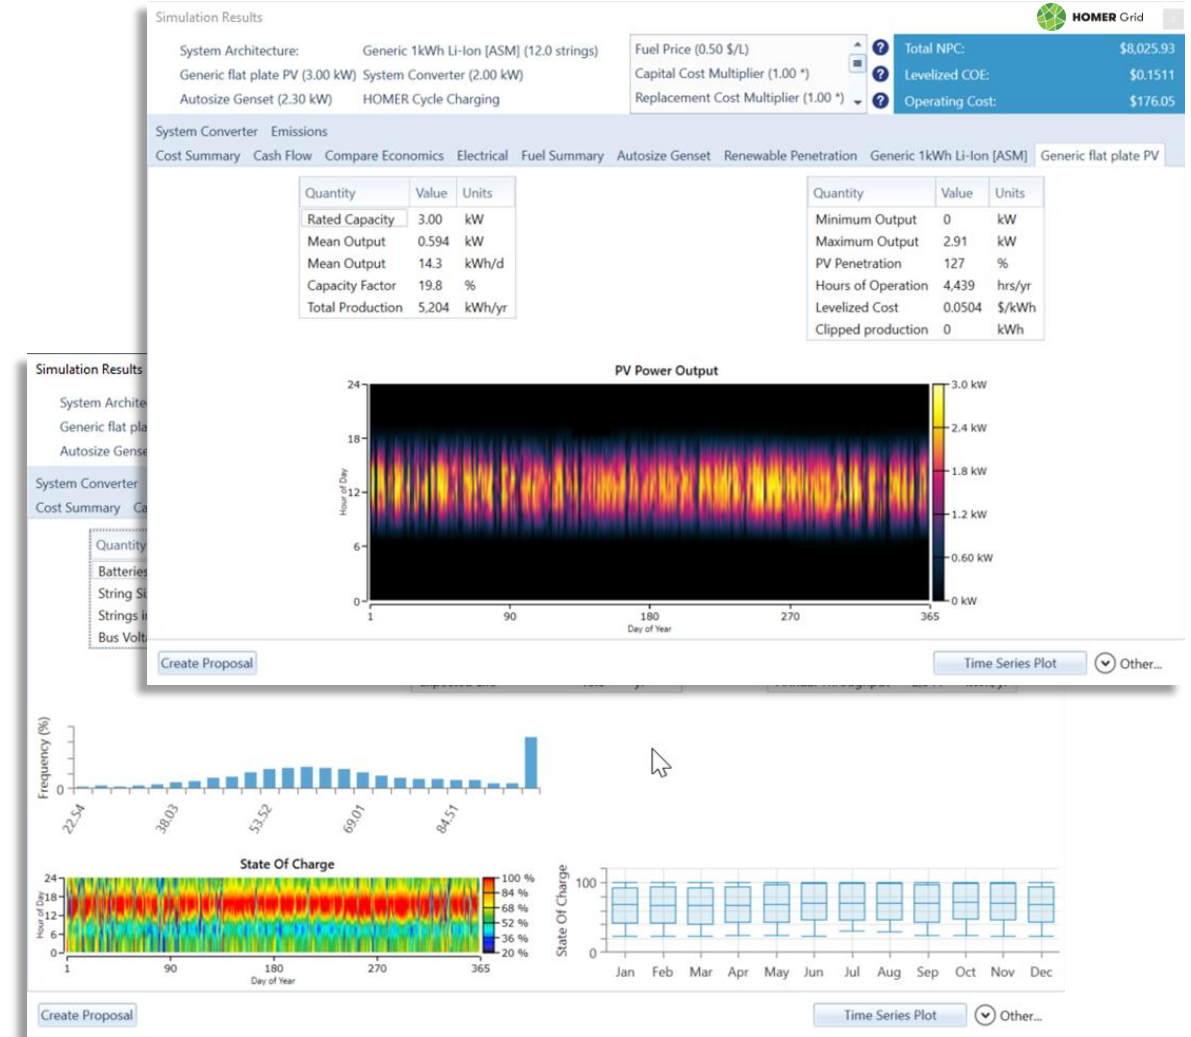 Simulation Results
HOMER Grid
System Architecture:
Generic flat plate PV (3.00 kW)
Autosize Genset (2.30 kW)
Generic 1kWh Li-Ion [ASM] (12.0 strings)
System Converter (2.00 kW)
HOMER Cycle Charging
Fuel Price (0.50 $/L)
Capital Cost Multiplier (1.00 *)
Replacement Cost Multiplier (1.00 *)
Total NPC: $8,025.93
Levelized COE: $0.1511
Operating Cost: $176.05
System Converter Emissions
Cost Summary Cash Flow Compare Economics Electrical Fuel Summary Autosize Genset Renewable Penetration Generic 1kWh Li-Ion [ASM] Generic flat plate PV
Quantity Value Units
Rated Capacity 3.00 kW
Mean Output 0.594 kW
Mean Output 14.3 kWh/d
Capacity Factor 19.8 %
Total Production 5,204 kWh/yr
Quantity Value Units
Minimum Output 0 kW
Maximum Output 2.91 kW
PV Penetration 127 %
Hours of Operation 4,439 hrs/yr
Levelized Cost 0.0504 $/kWh
Clipped production 0 kWh
PV Power Output
Hour of Day
24
18
12
6
0
1 90 180 270 365
Day of Year
3.0 kW
2.4 kW
1.8 kW
1.2 kW
0.60 kW
0 kW
Create Proposal
Time Series Plot
Other...
Simulation Results
System Archite
Generic flat pla
Autosize Gense
System Converter
Cost Summary Ca
Quantity
Batteries
String Si
Strings i
Bus Volt
Frequency (%)
0
22.54 38.03 53.52 69.01 84.51
State Of Charge
Hour of Day
24
18
12
6
0
1 90 180 270 365
Day of Year
100 %
84 %
68 %
52 %
36 %
20 %
State Of Charge
100
0
Jan Feb Mar Apr May Jun Jul Aug Sep Oct Nov Dec
Create Proposal
Time Series Plot
Other...